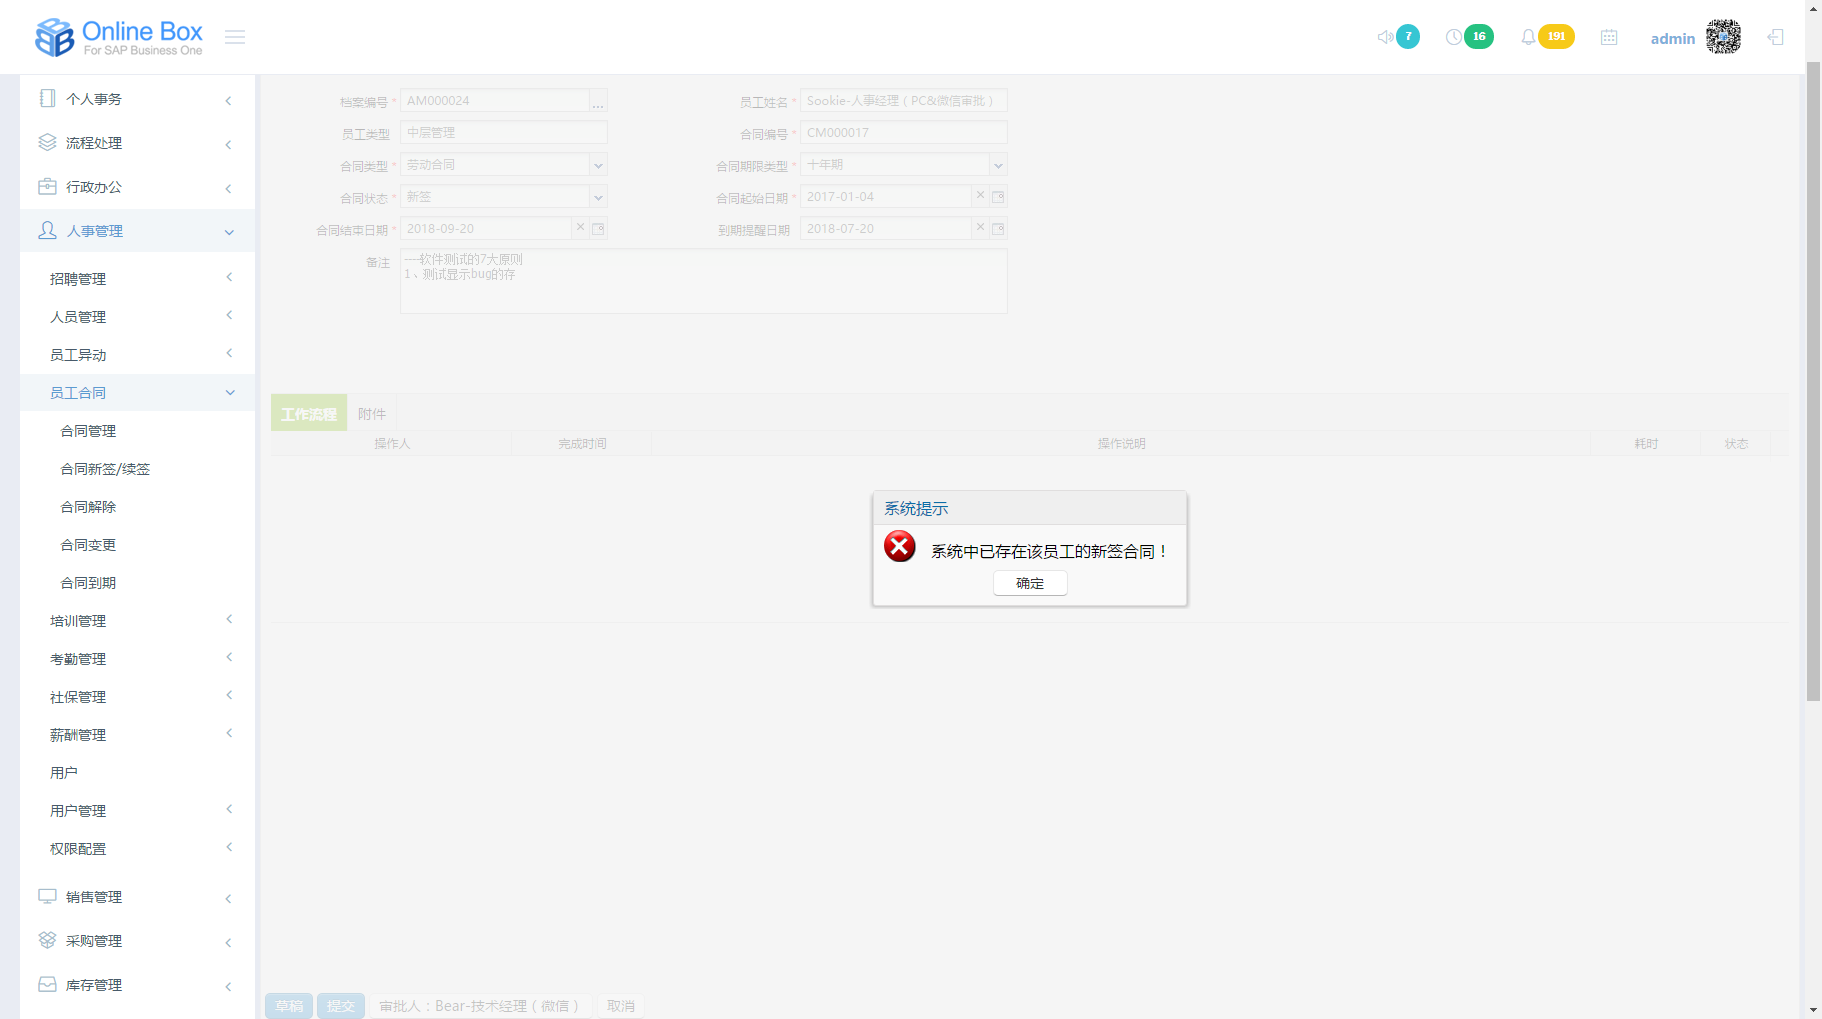 Online Box
For SAP Business One
7
16
191
admin
个人事务
流程处理
行政办公
人事管理
招聘管理
人员管理
员工异动
员工合同
合同管理
合同新签/续签
合同解除
合同变更
合同到期
培训管理
考勤管理
社保管理
薪酬管理
用户
用户管理
权限配置
销售管理
采购管理
库存管理
档案编号* AM000024 ...
员工姓名* Sookie-人事经理（PC&微信审批）
员工类型 中层管理
合同编号* CM000017
合同类型* 劳动合同
合同期限类型* 十年期
合同状态* 新签
合同起始日期* 2017-01-04
合同结束日期* 2018-09-20
到期提醒日期 2018-07-20
备注 ----软件测试的7大原则
1、测试显示bug的存
工作流程 附件
操作人 完成时间 操作说明 耗时 状态
系统提示
系统中已存在该员工的新签合同！
确定
草稿 提交 审批人：Bear-技术经理（微信） 取消